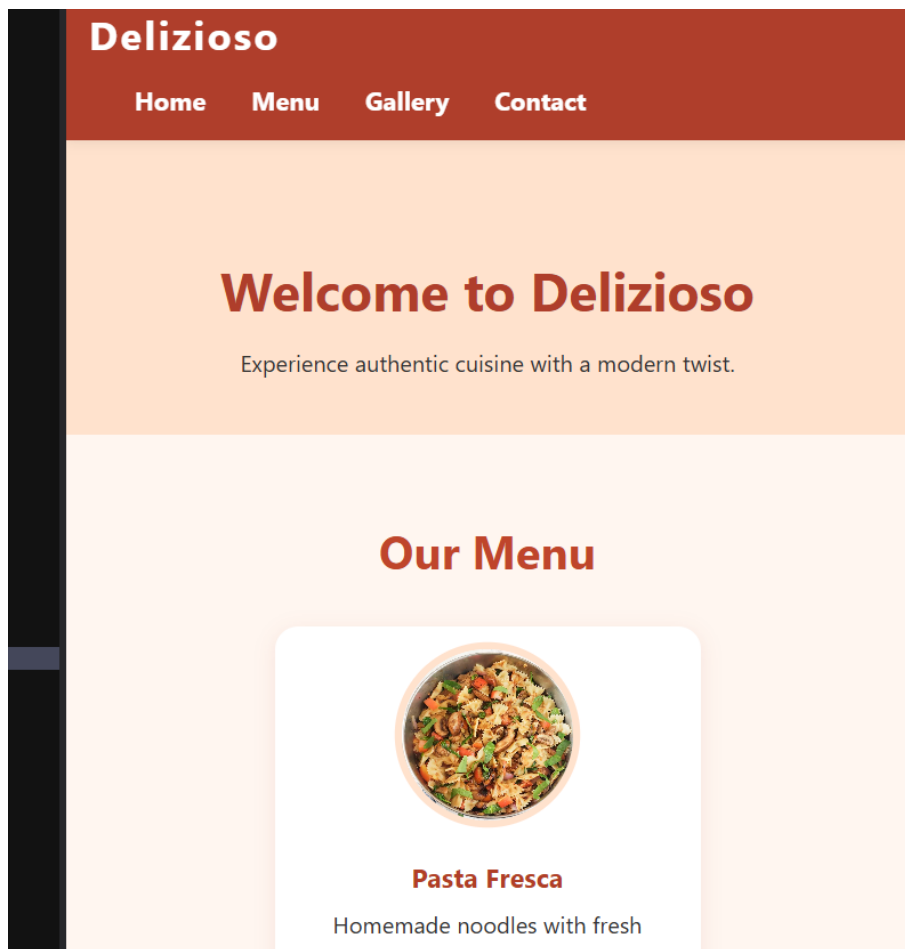 Delizioso
Home Menu Gallery Contact
Welcome to Delizioso
Experience authentic cuisine with a modern twist.
Our Menu
Pasta Fresca
Homemade noodles with fresh